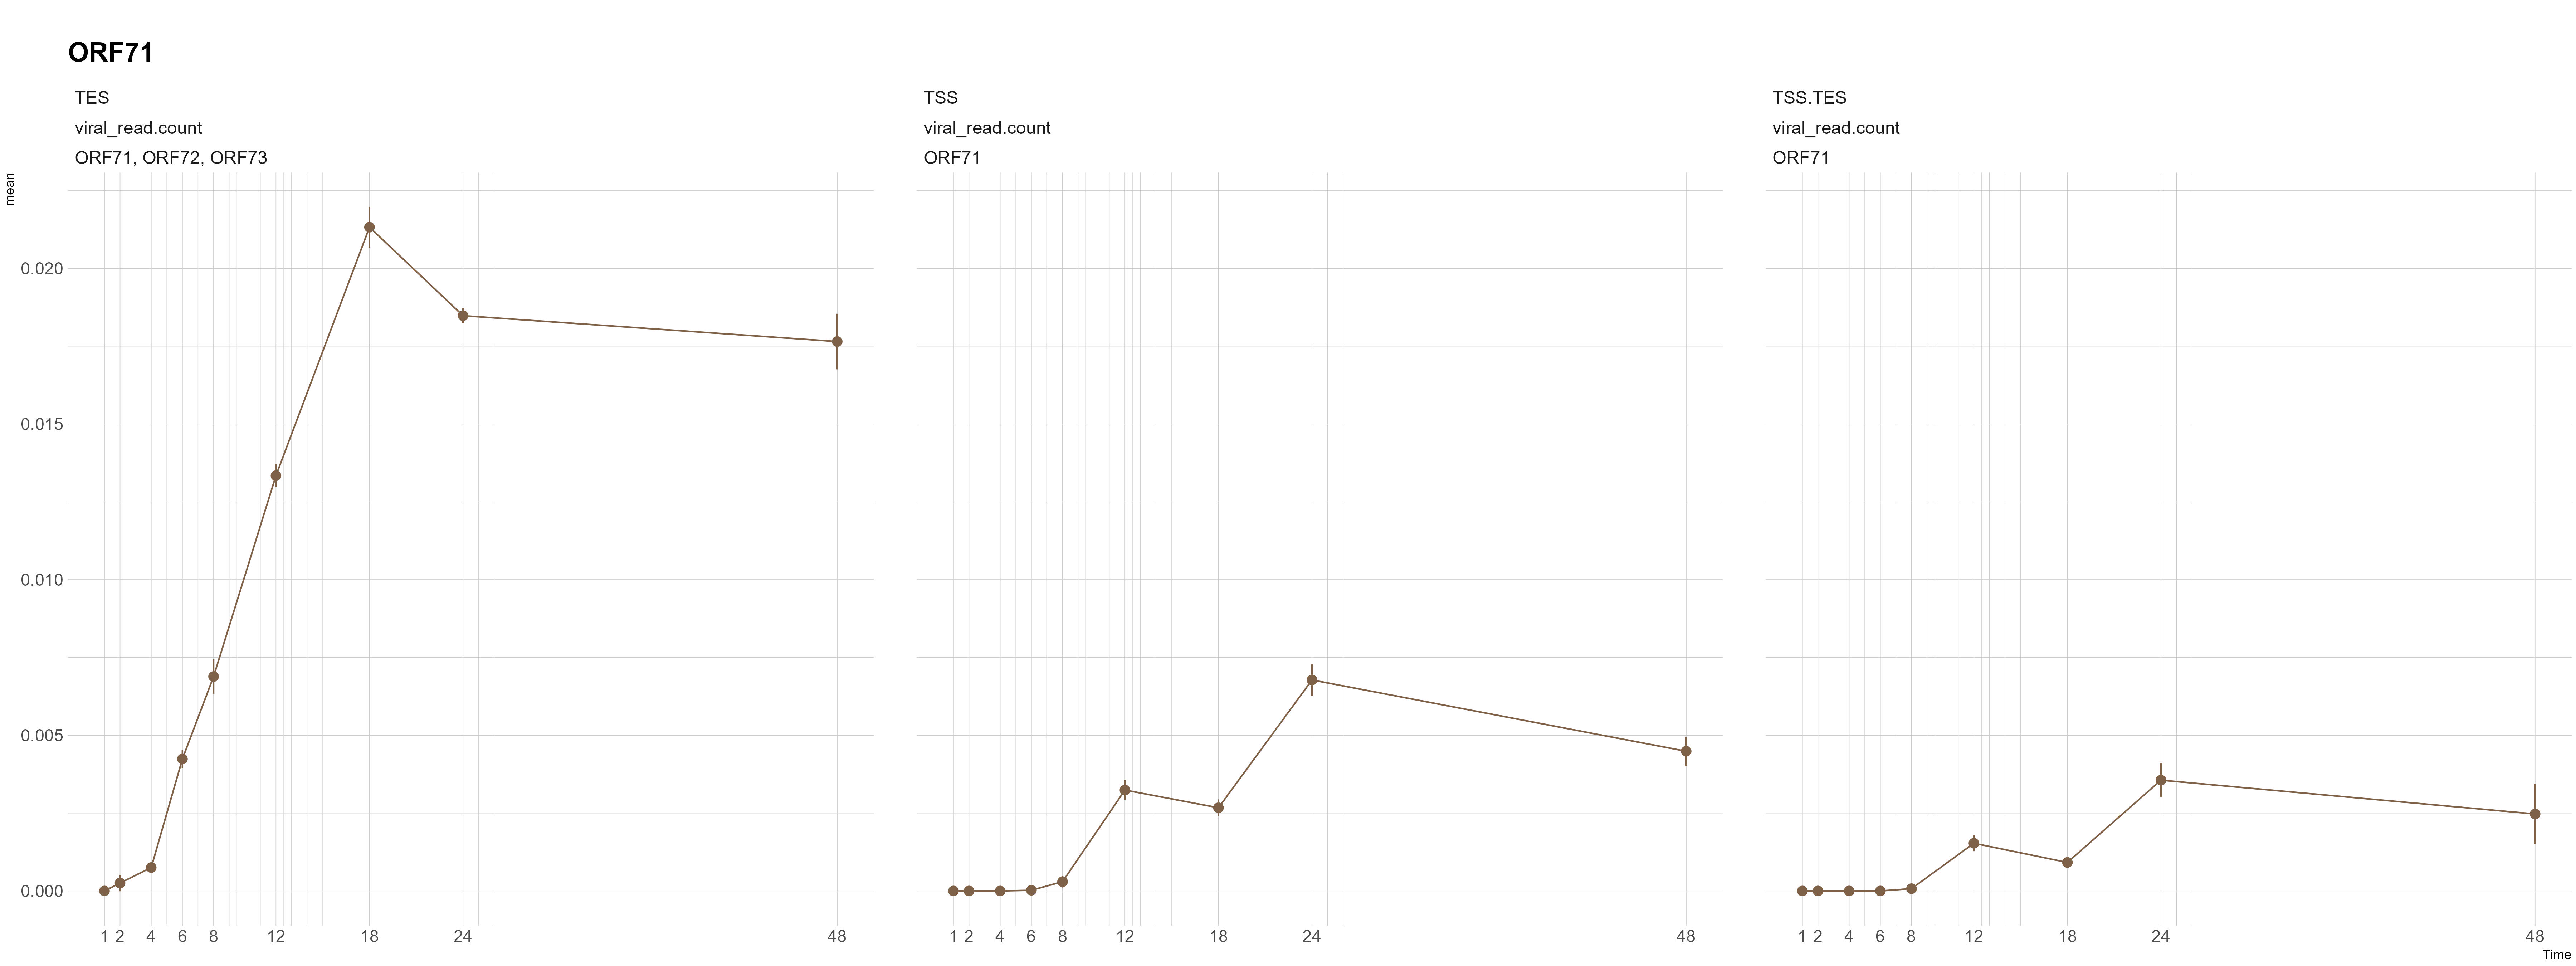 ORF71
TES
viral_read.count
ORF71, ORF72, ORF73
TSS
viral_read.count
ORF71
TSS.TES
viral_read.count
ORF71
mean
0.020
0.015
0.010
0.005
0.000
1 2 4 6 8 12 18 24 48
1 2 4 6 8 12 18 24 48
1 2 4 6 8 12 18 24 48
Time